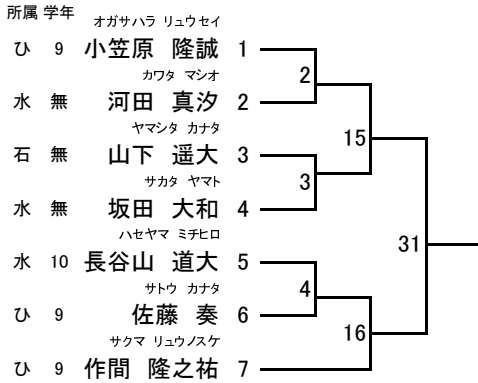 所属 学年
オガサハラ リュウセイ
ひ 9 小笠原 隆誠 1
2
カワタ マシオ
水 無 河田 真汐 2
15
ヤマシタ カナタ
石 無 山下 遥大 3
3
サカタ ヤマト
水 無 坂田 大和 4
31
ハセヤマ ミチヒロ
水 10 長谷山 道大 5
4
サトウ カナタ
ひ 9 佐藤 奏 6
16
サクマ リュウノスケ
ひ 9 作間 隆之祐 7